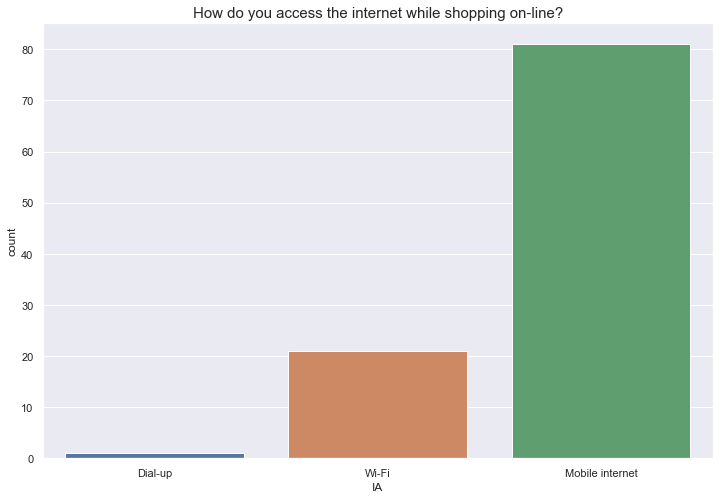 How do you access the internet while shopping on-line?
count
80
70
60
50
40
30
20
10
0
Dial-up Wi-Fi Mobile internet
IA